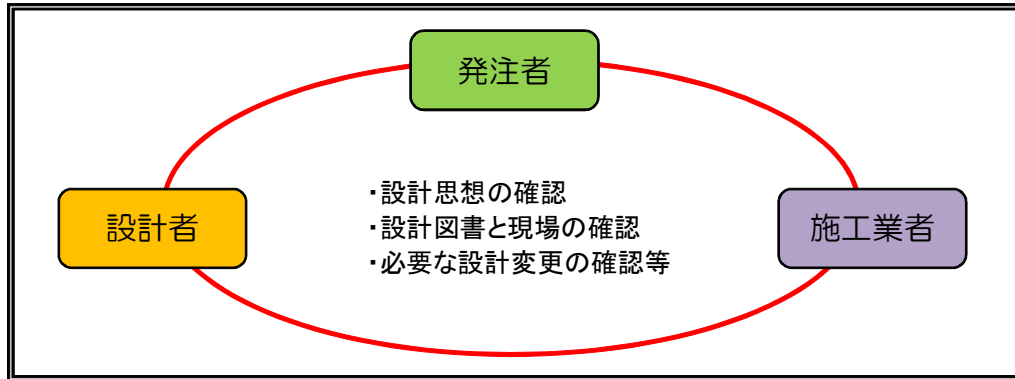 発注者
設計者
・設計思想の確認
・設計図書と現場の確認
・必要な設計変更の確認等
施工業者